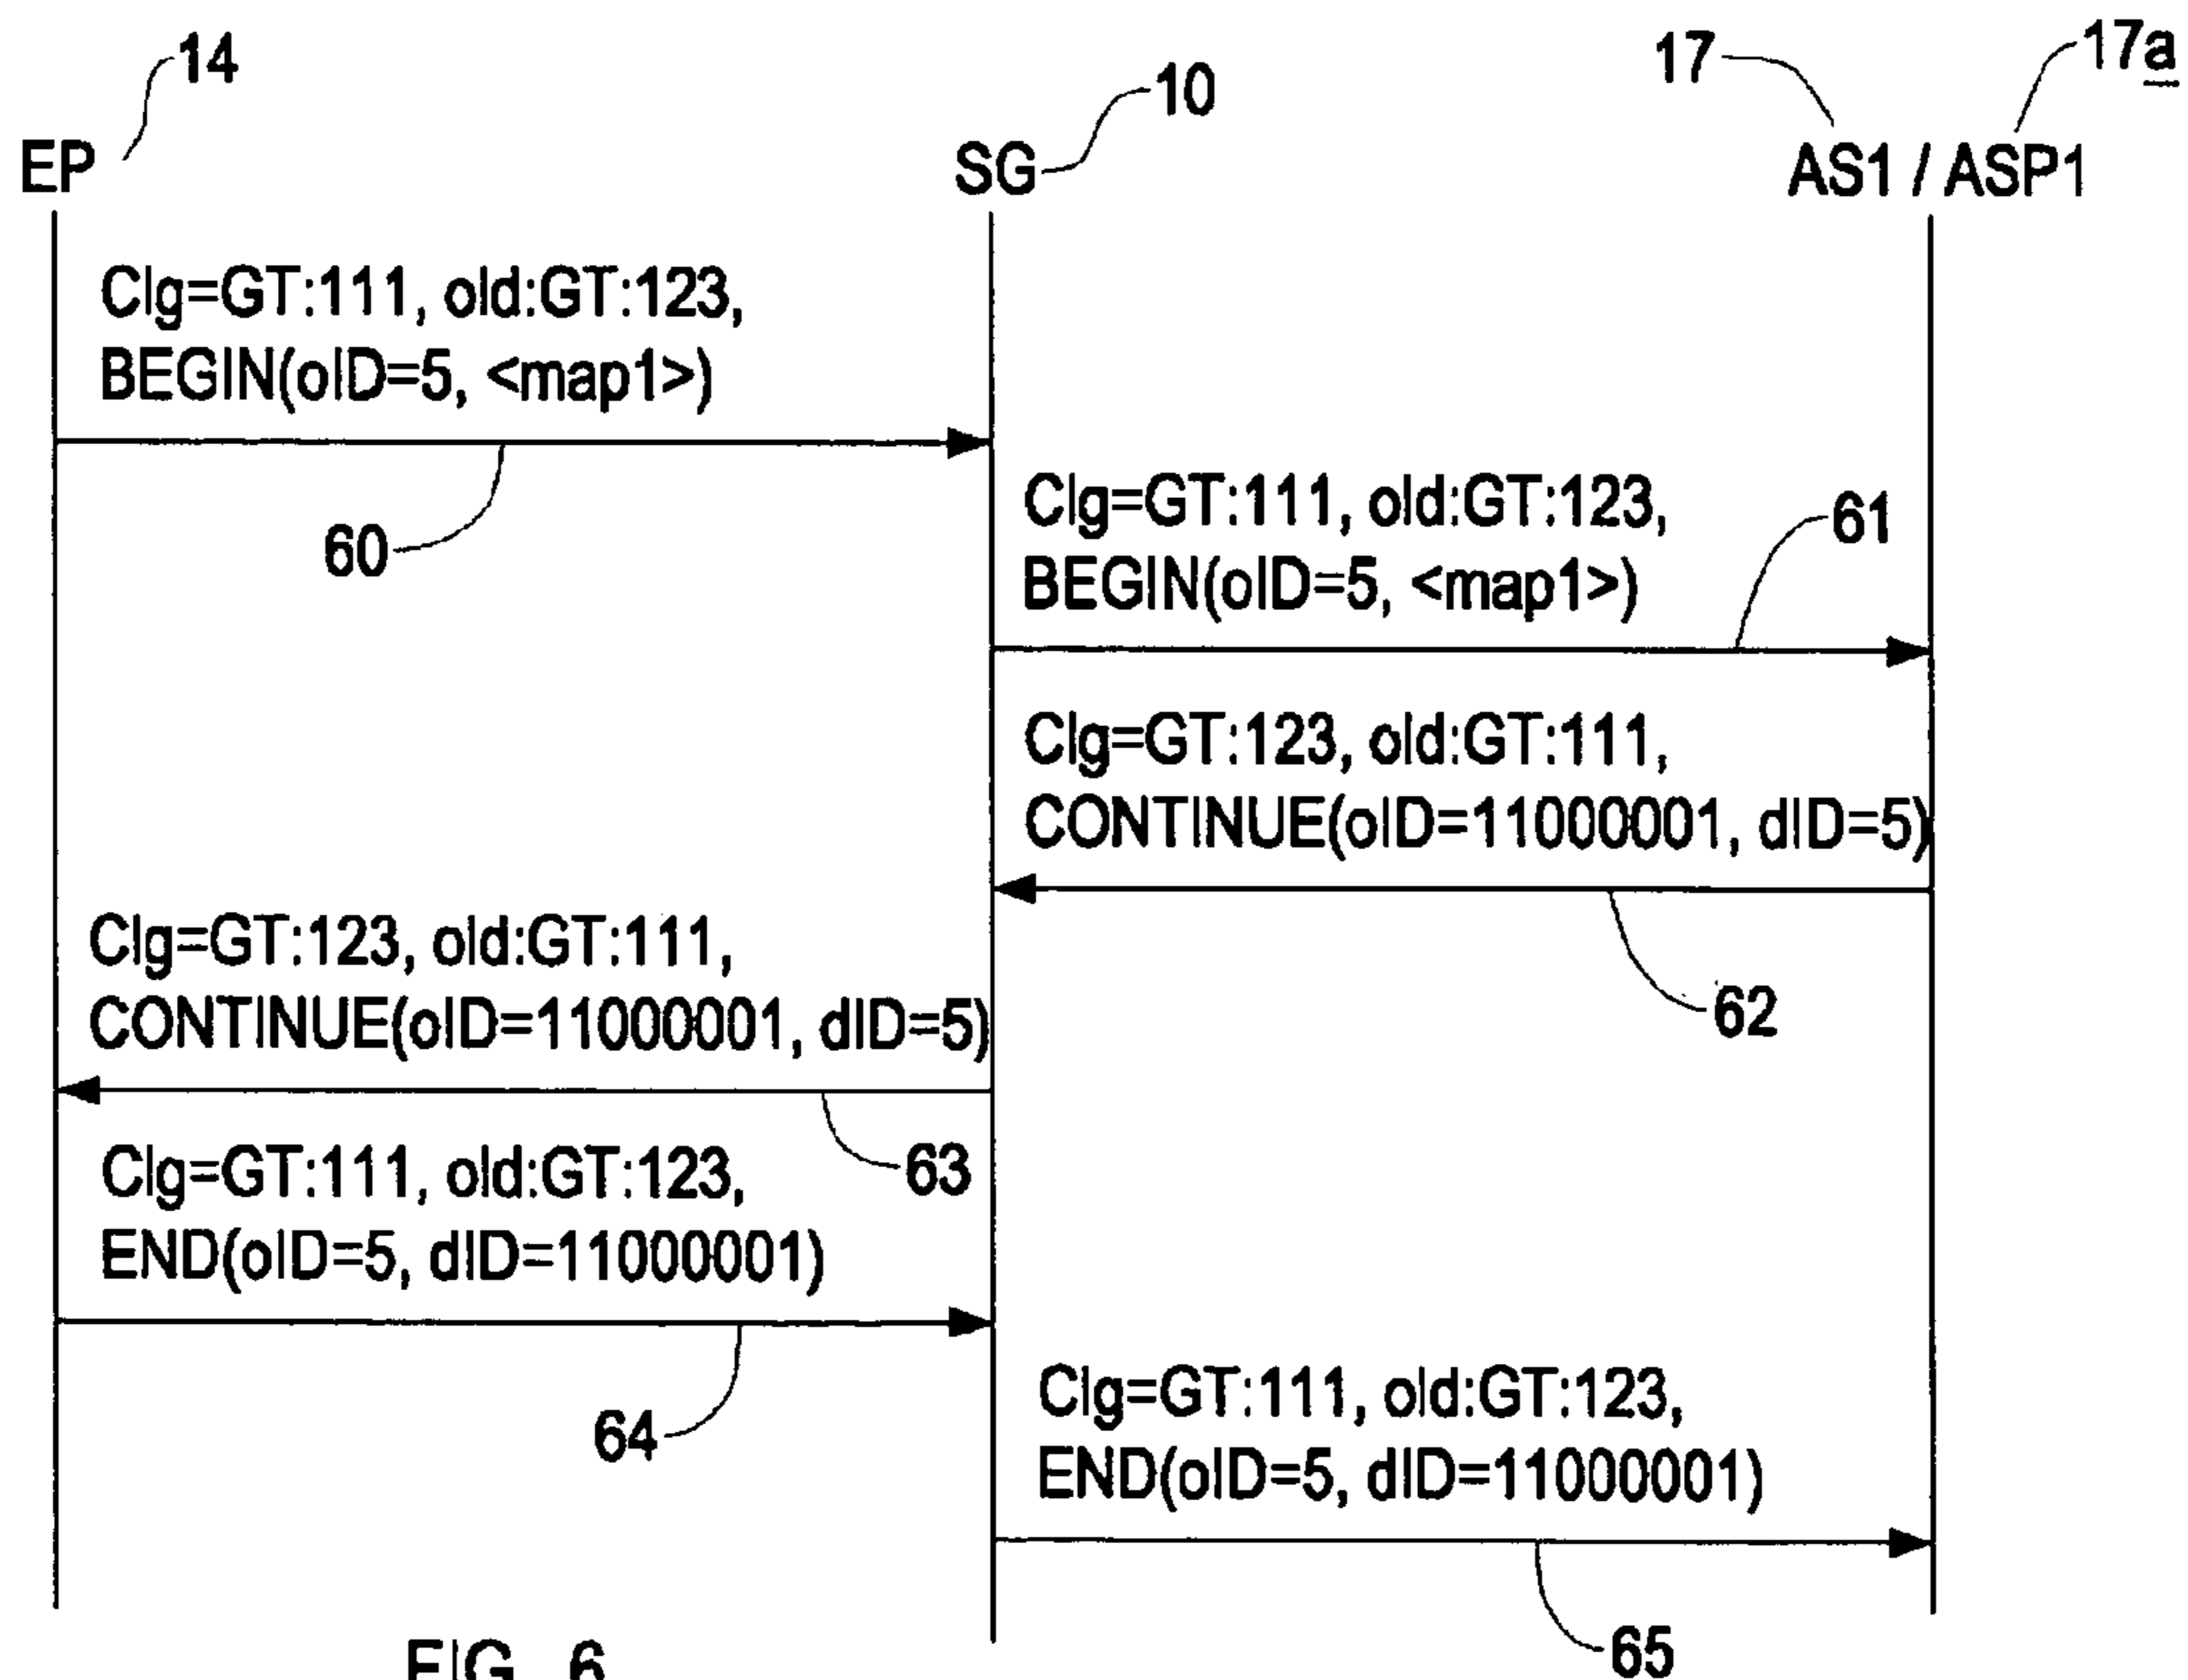 14
10
17
17a
EP
SG
AS1 / ASP1
Clg=GT:111, old:GT:123,
BEGIN(oID=5, <map1>)
60
Clg=GT:111, old:GT:123,
BEGIN(oID=5, <map1>)
61
Clg=GT:123, old:GT:111,
CONTINUE(oID=11000001, dID=5)
62
Clg=GT:123, old:GT:111,
CONTINUE(oID=11000001, dID=5)
63
Clg=GT:111, old:GT:123,
END(oID=5, dID=11000001)
64
Clg=GT:111, old:GT:123,
END(oID=5, dID=11000001)
65
FIG. 6